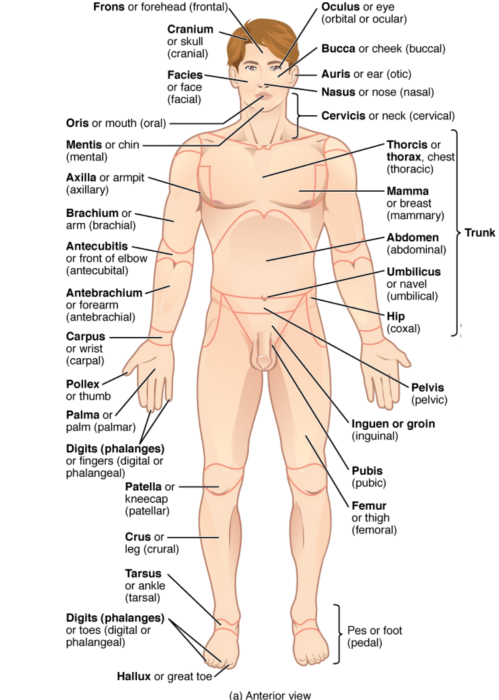 Frons or forehead (frontal)
Cranium
or skull
(cranial)
Facies
or face
(facial)
Oris or mouth (oral)
Mentis or chin
(mental)
Axilla or armpit
(axillary)
Brachium or
arm (brachial)
Antecubitis
or front of elbow
(antecubital)
Antebrachium
or forearm
(antebrachial)
Carpus
or wrist
(carpal)
Pollex
or thumb
Palma or
palm (palmar)
Digits (phalanges)
or fingers (digital or
phalangeal)
Patella or
kneecap
(patellar)
Crus or
leg (crural)
Tarsus
or ankle
(tarsal)
Digits (phalanges)
or toes (digital or
phalangeal)
Hallux or great toe
Oculus or eye
(orbital or ocular)
Bucca or cheek (buccal)
Auris or ear (otic)
Nasus or nose (nasal)
Cervicis or neck (cervical)
Thorcis or
thorax, chest
(thoracic)
Mamma
or breast
(mammary)
Abdomen
(abdominal)
Umbilicus
or navel
(umbilical)
Hip
(coxal)
Trunk
Pelvis
(pelvic)
Inguen or groin
(inguinal)
Pubis
(pubic)
Femur
or thigh
(femoral)
Pes or foot
(pedal)
(a) Anterior view